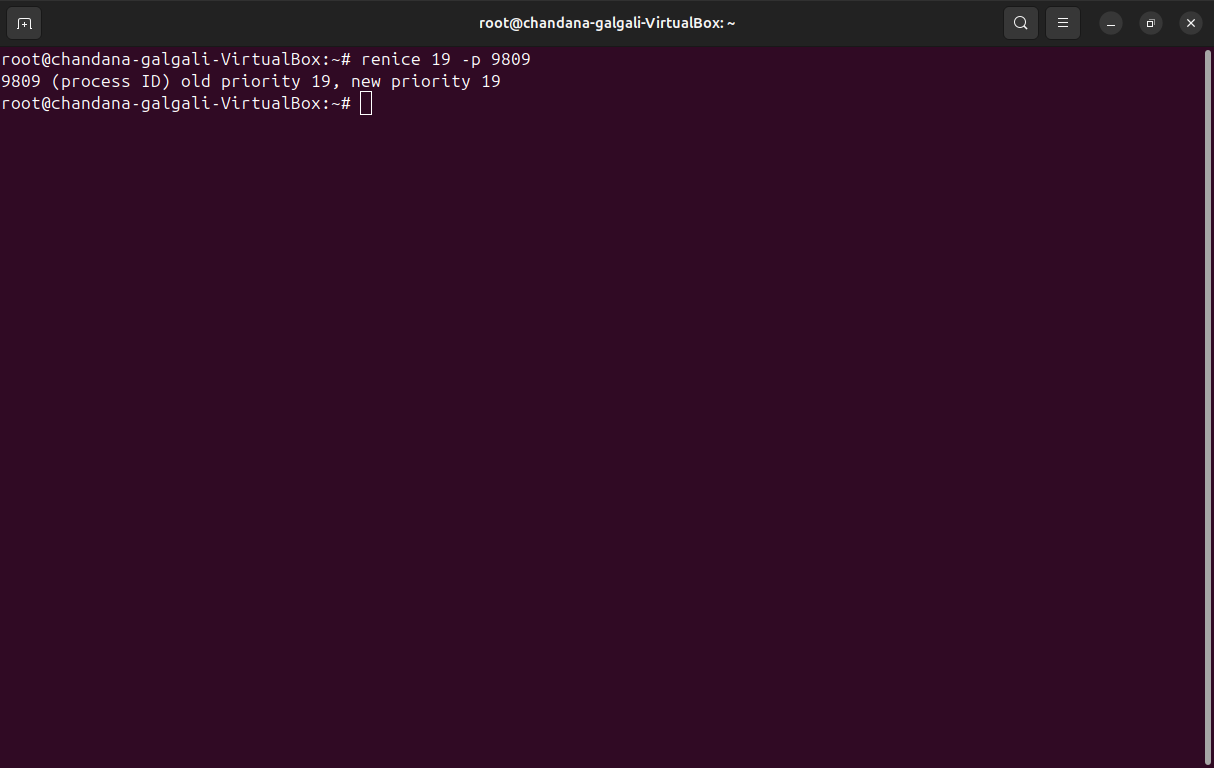 root@chandana-galgali-VirtualBox: ~
root@chandana-galgali-VirtualBox:~# renice 19 -p 9809
9809 (process ID) old priority 19, new priority 19
root@chandana-galgali-VirtualBox:~#